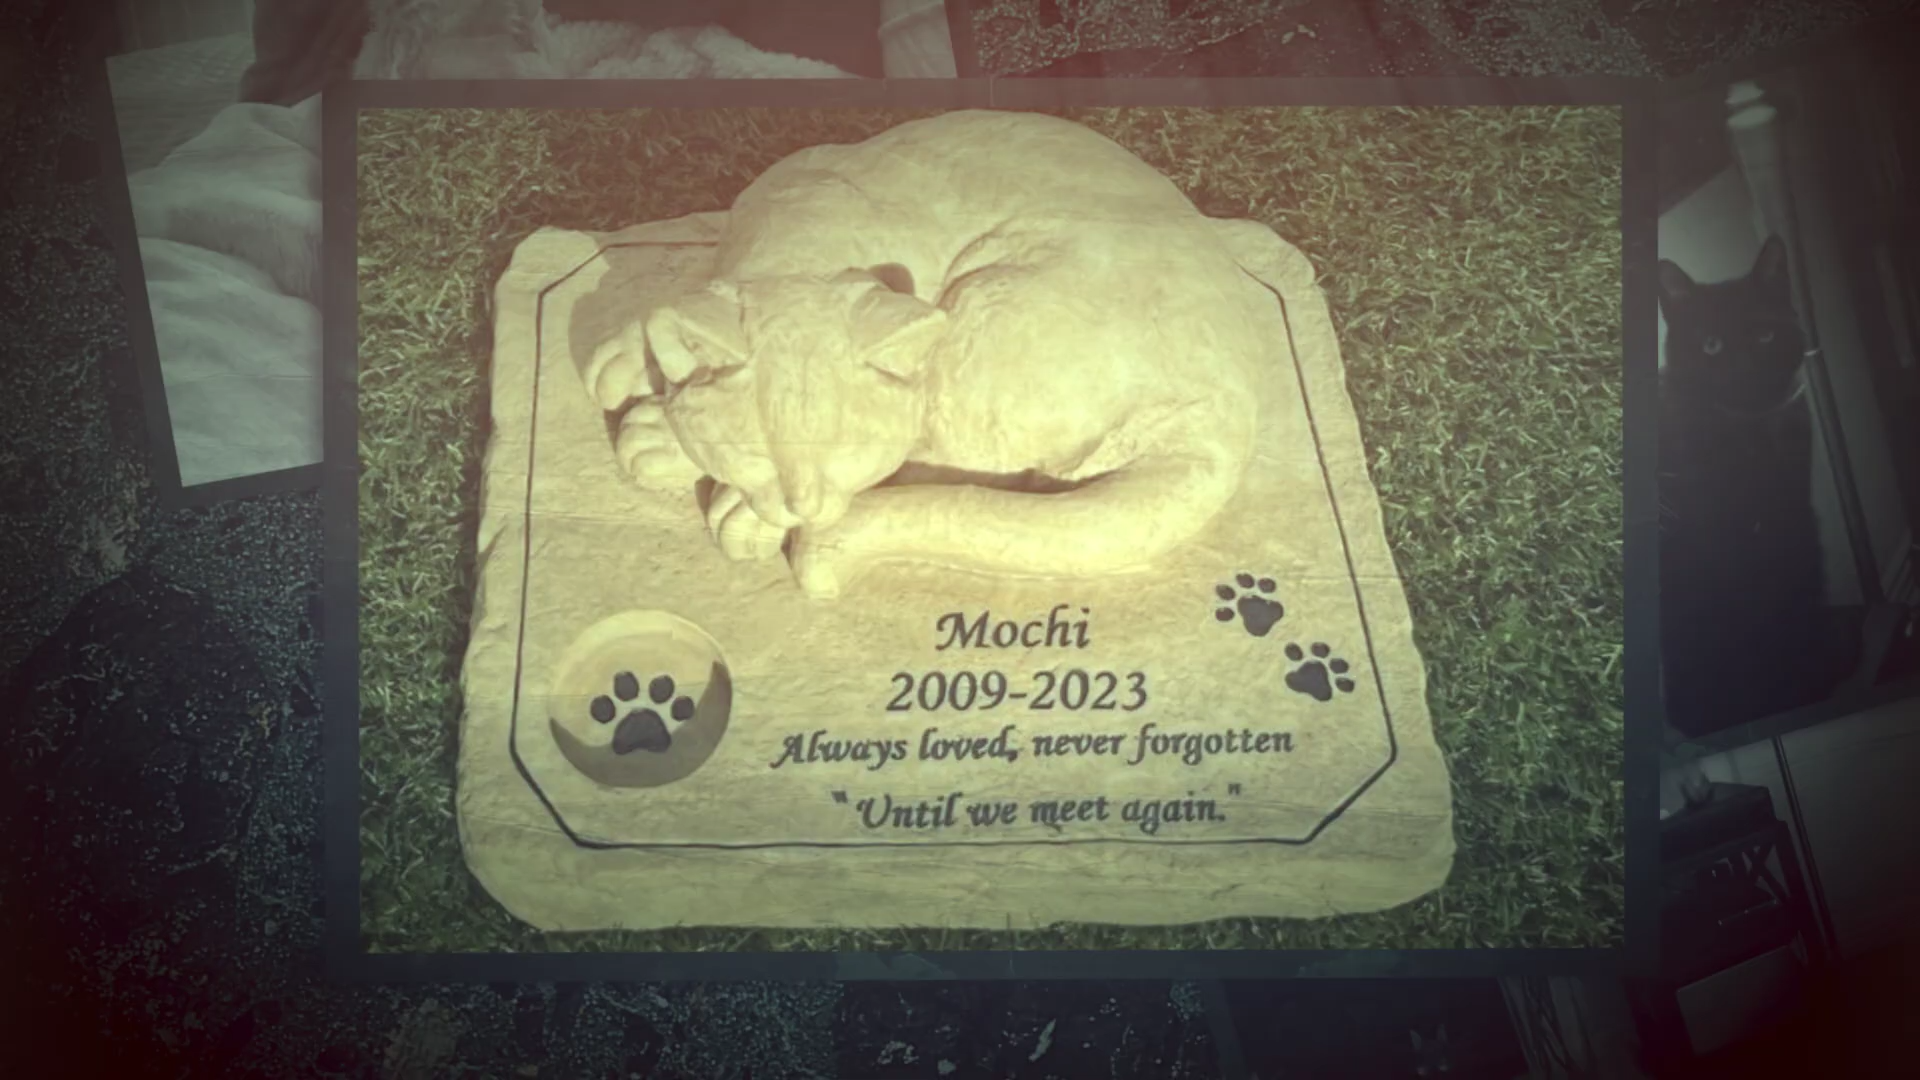 Mochi
2009-2023
Always loved, never forgotten
"Until we meet again."